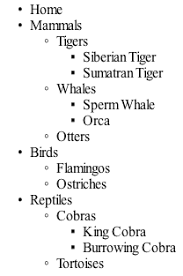 • Home
• Mammals
◦ Tigers
▪ Siberian Tiger
▪ Sumatran Tiger
◦ Whales
▪ Sperm Whale
▪ Orca
◦ Otters
• Birds
◦ Flamingos
◦ Ostriches
• Reptiles
◦ Cobras
▪ King Cobra
▪ Burrowing Cobra
◦ Tortoises